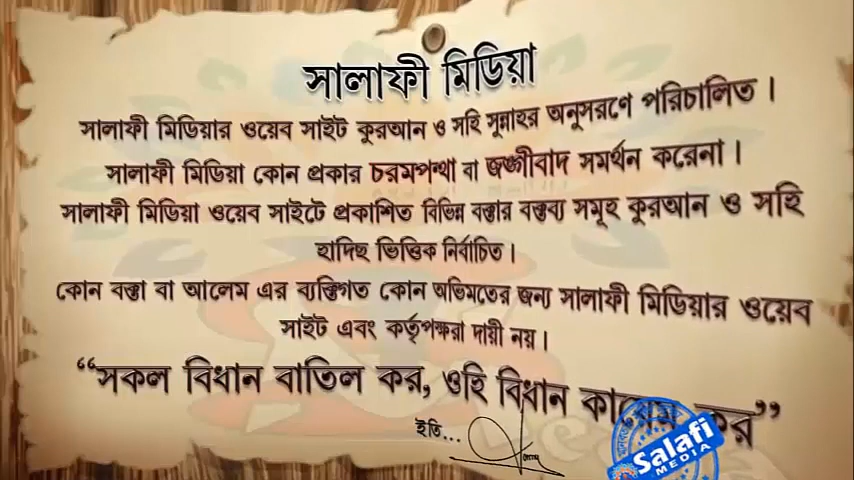 সালাফী মিডিয়া
সালাফী মিডিয়ার ওয়েব সাইট কুরআন ও সহি সুন্নাহর অনুসরণে পরিচালিত ।
সালাফী মিডিয়া কোন প্রকার চরমপন্থা বা জঙ্গীবাদ সমর্থন করেনা ।
সালাফী মিডিয়া ওয়েব সাইটে প্রকাশিত বিভিন্ন বক্তার বক্তব্য সমূহ কুরআন ও সহি
হাদিছ ভিত্তিক নির্বাচিত ।
কোন বক্তা বা আলেম এর ব্যক্তিগত কোন অভিমতের জন্য সালাফী মিডিয়ার ওয়েব
সাইট এবং কর্তৃপক্ষরা দায়ী নয় ।
“সকল বিধান বাতিল কর, ওহি বিধান কায়েম কর”
ইতি...
Salafi
MEDIA